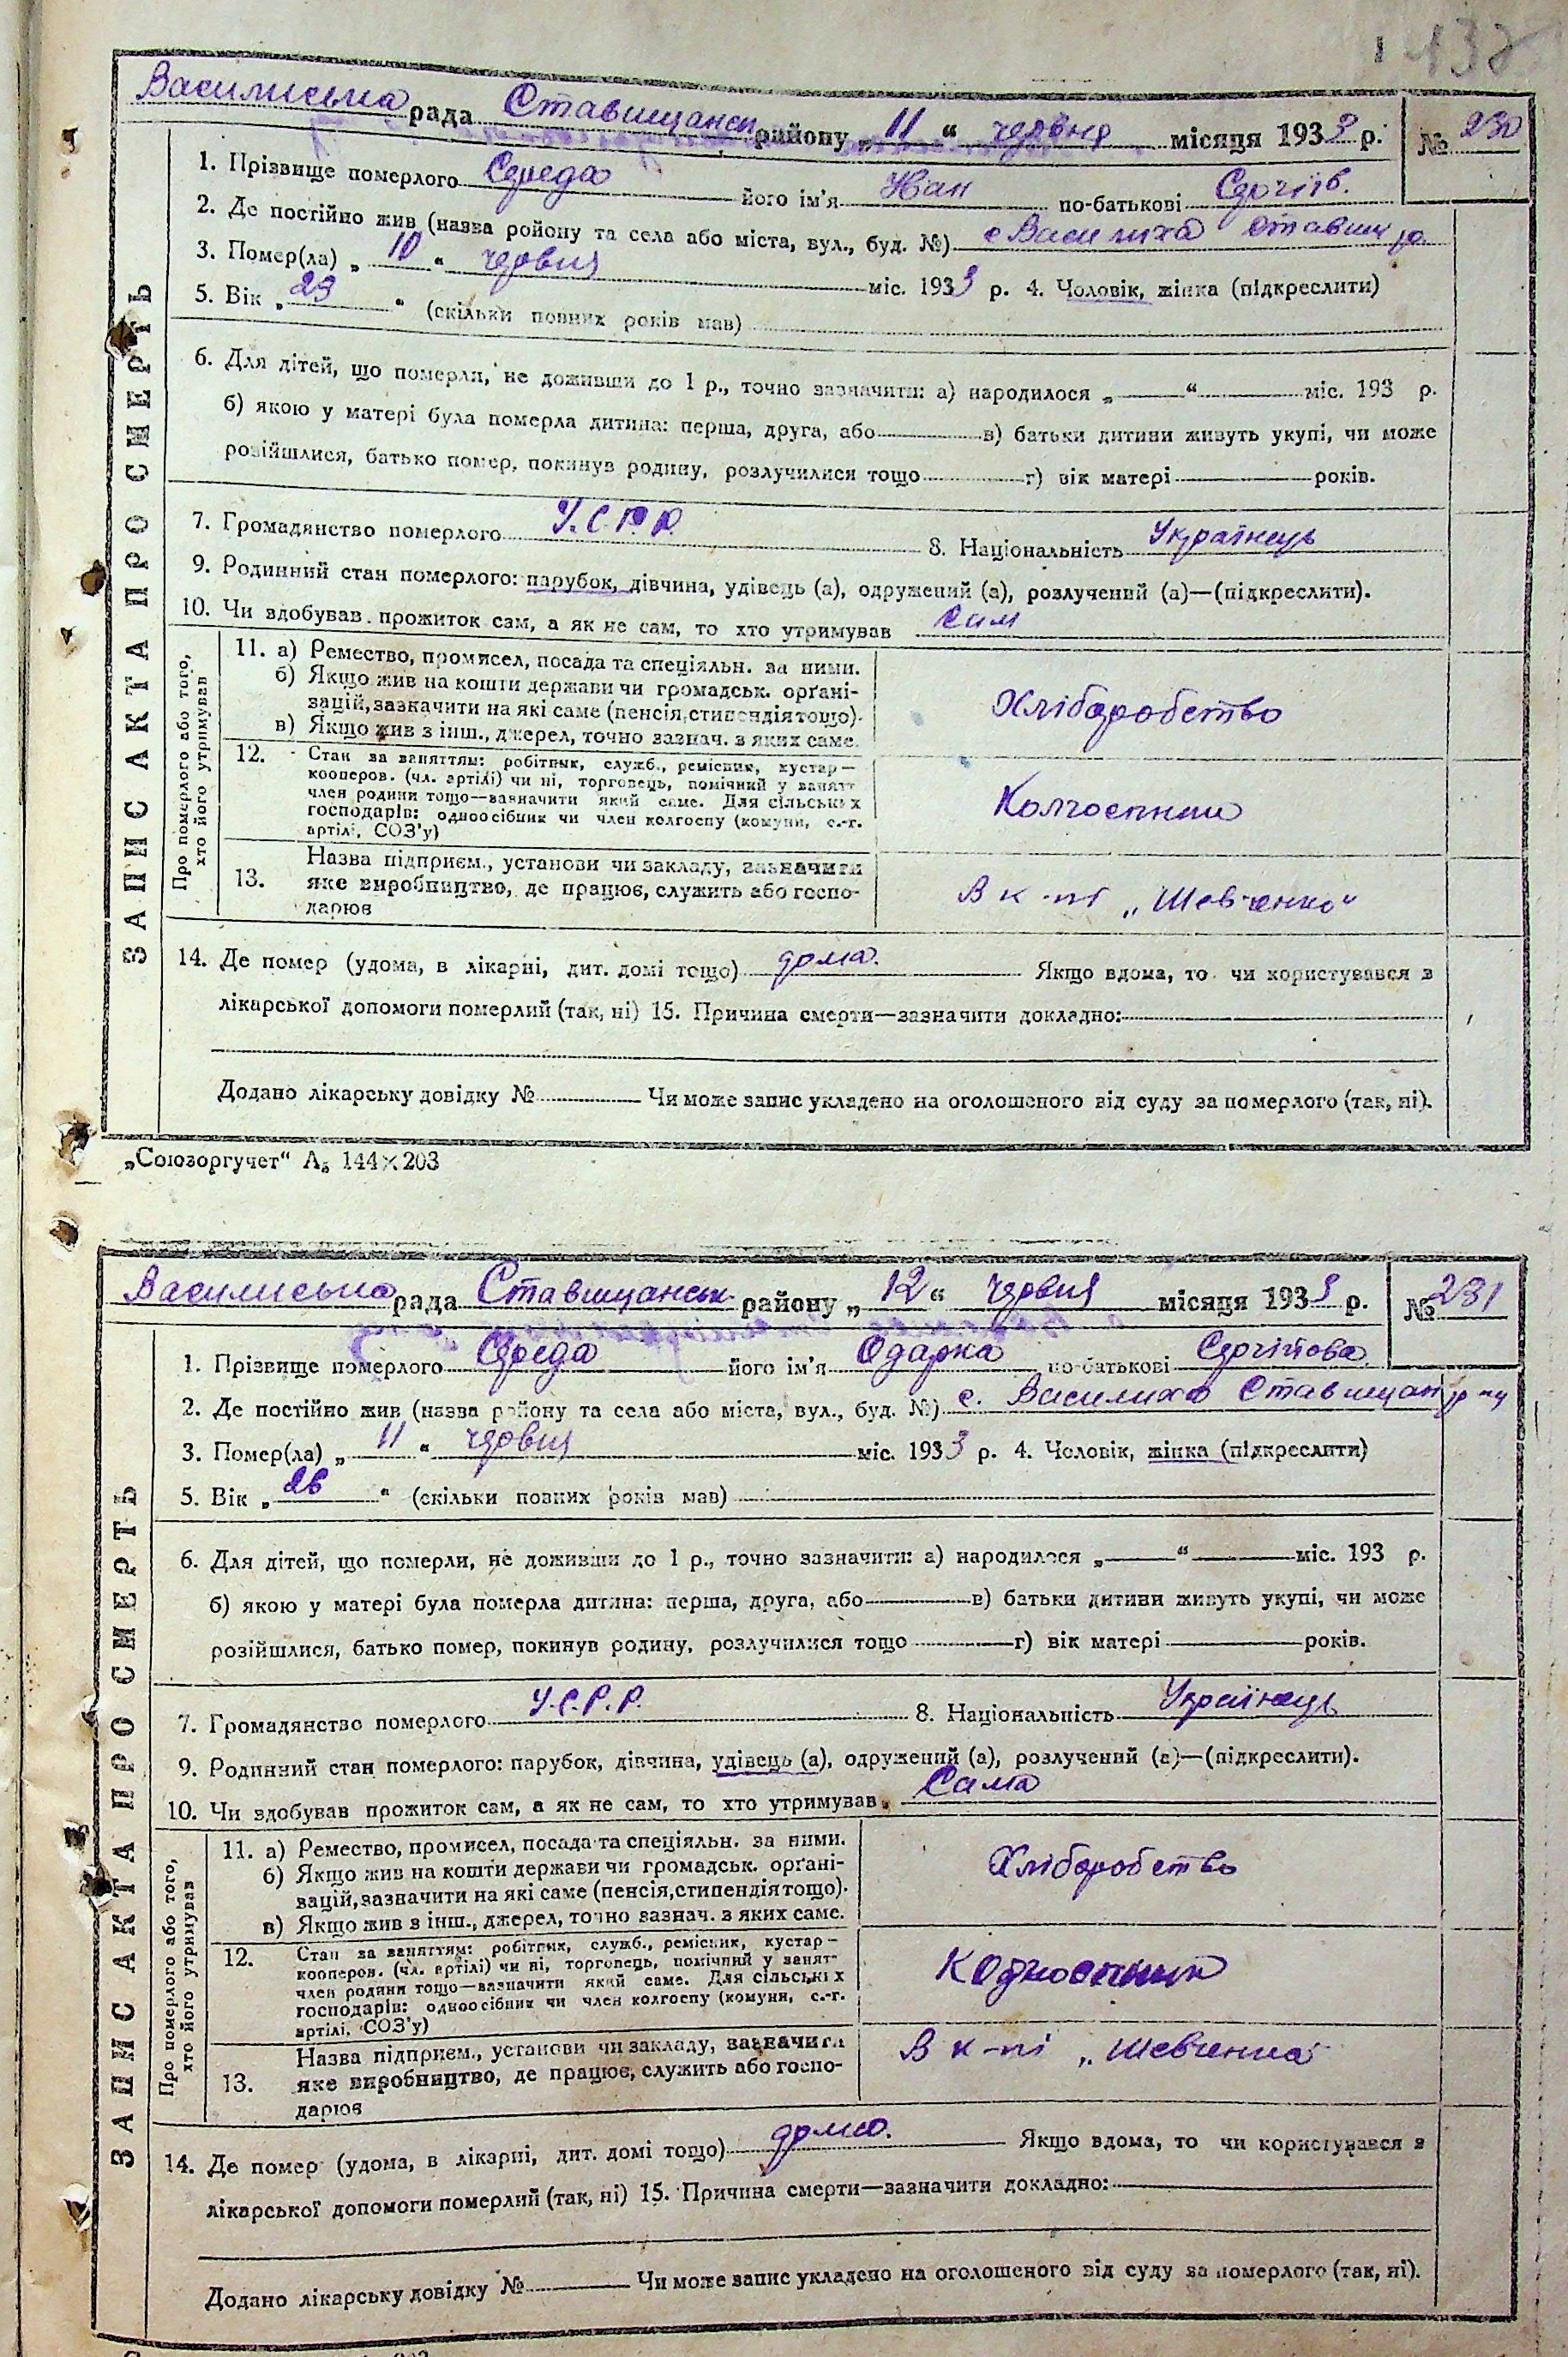 138
Василиська рада Ставищанськ району „11“ червня місяця 1933 р. № 230
1. Прізвище померлого Середа його ім'я Йван по-батькові Сергіїв.
2. Де постійно жив (назва ройону та села або міста, вул., буд. №) с Василиха Ставищ р.
3. Помер(ла) „10“ червня міс. 1933 р. 4. Чоловік, жінка (підкреслити)
5. Вік „23“ (скільки повних років мав)
6. Для дітей, що померли, не доживши до 1 р., точно зазначити: а) народилося „ “ міс. 193 р.
б) якою у матері була померла дитина: перша, друга, або в) батьки дитини живуть укупі, чи може
розійшлися, батько помер, покинув родину, розлучилися тощо г) вік матері років.
7. Громадянство померлого У.С.Р.Р. 8. Національність Українець
9. Родинний стан померлого: парубок, дівчина, удівець (а), одружений (а), розлучений (а)—(підкреслити).
10. Чи здобував прожиток сам, а як не сам, то хто утримував сам
ЗАПИС АКТА ПРО СМЕРТЬ
Про померлого або того, хто його утримував
11. а) Ремество, промисел, посада та спеціяльн. за ними.
б) Якщо жив на кошти держави чи громадськ. орґані-
зацій, зазначити на які саме (пенсія, стипендія тощо).
в) Якщо жив з інш., джерел, точно зазнач. з яких саме.
Хліборобство
12. Стан за заняттям: робітник, служб., ремісник, кустар—
кооперов. (чл. артілі) чи ні, торговець, помічний у занятт
член родини тощо—зазначити який саме. Для сільських
господарів: одноосібник чи член колгоспу (комуни, с.-г.
артілі, СОЗ'у)
Колгоспник
13. Назва підприєм., установи чи закладу, зазначити
яке виробництво, де працює, служить або госпо-
дарює
В к-пі „Шевченко“
14. Де помер (удома, в лікарні, дит. домі тощо) дома. Якщо вдома, то чи користувався з
лікарської допомоги померлий (так, ні) 15. Причина смерти—зазначити докладно:
Додано лікарську довідку № Чи може запис укладено на оголошеного від суду за померлого (так, ні).
„Союзоргучет“ А₅ 144×203
Василиська рада Ставищанськ району „12“ червня місяця 1933 р. № 231
1. Прізвище померлого Середа його ім'я Одарка по-батькові Сергійова
2. Де постійно жив (назва району та села або міста, вул., буд. №) с. Василиха Ставищан р-ну
3. Помер(ла) „11“ червня міс. 1933 р. 4. Чоловік, жінка (підкреслити)
5. Вік „26“ (скільки повних років мав)
6. Для дітей, що померли, не доживши до 1 р., точно зазначити: а) народилося „ “ міс. 193 р.
б) якою у матері була померла дитина: перша, друга, або в) батьки дитини живуть укупі, чи може
розійшлися, батько помер, покинув родину, розлучилися тощо г) вік матері років.
7. Громадянство померлого У.С.Р.Р. 8. Національність Українець
9. Родинний стан померлого: парубок, дівчина, удівець (а), одружений (а), розлучений (а)—(підкреслити).
10. Чи здобував прожиток сам, а як не сам, то хто утримував Сама
ЗАПИС АКТА ПРО СМЕРТЬ
Про померлого або того, хто його утримував
11. а) Ремество, промисел, посада та спеціяльн. за ними.
б) Якщо жив на кошти держави чи громадськ. орґані-
зацій, зазначити на які саме (пенсія, стипендія тощо).
в) Якщо жив з інш., джерел, точно зазнач. з яких саме.
Хліборобство
12. Стан за заняттям: робітник, служб., ремісник, кустар—
кооперов. (чл. артілі) чи ні, торговець, помічний у занят
член родини тощо—зазначити який саме. Для сільських
господарів: одноосібник чи член колгоспу (комуни, с.-г.
артілі, СОЗ'у)
13. Назва підприєм., установи чи закладу, зазначити
яке виробництво, де працює, служить або госпо-
дарює
В к-пі „Шевченка“
14. Де помер (удома, в лікарні, дит. домі тощо) дома. Якщо вдома, то чи користувався з
лікарської допомоги померлий (так, ні) 15. Причина смерти—зазначити докладно:
Додано лікарську довідку № Чи може запис укладено на оголошеного від суду за померлого (так, ні).